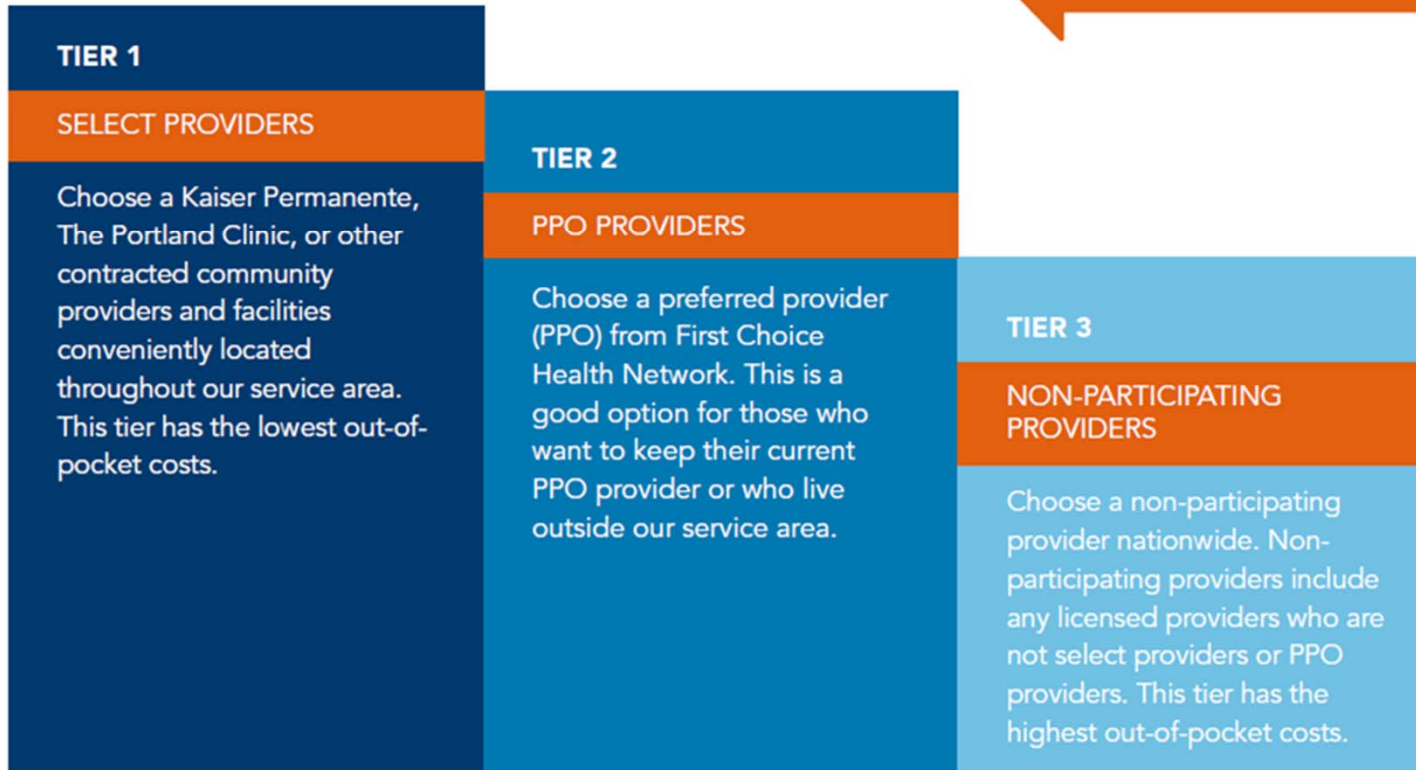 TIER 1
SELECT PROVIDERS
Choose a Kaiser Permanente,
The Portland Clinic, or other
contracted community
providers and facilities
conveniently located
throughout our service area.
This tier has the lowest out-of-
pocket costs.
TIER 2
PPO PROVIDERS
Choose a preferred provider
(PPO) from First Choice
Health Network. This is a
good option for those who
want to keep their current
PPO provider or who live
outside our service area.
TIER 3
NON-PARTICIPATING
PROVIDERS
Choose a non-participating
provider nationwide. Non-
participating providers include
any licensed providers who are
not select providers or PPO
providers. This tier has the
highest out-of-pocket costs.